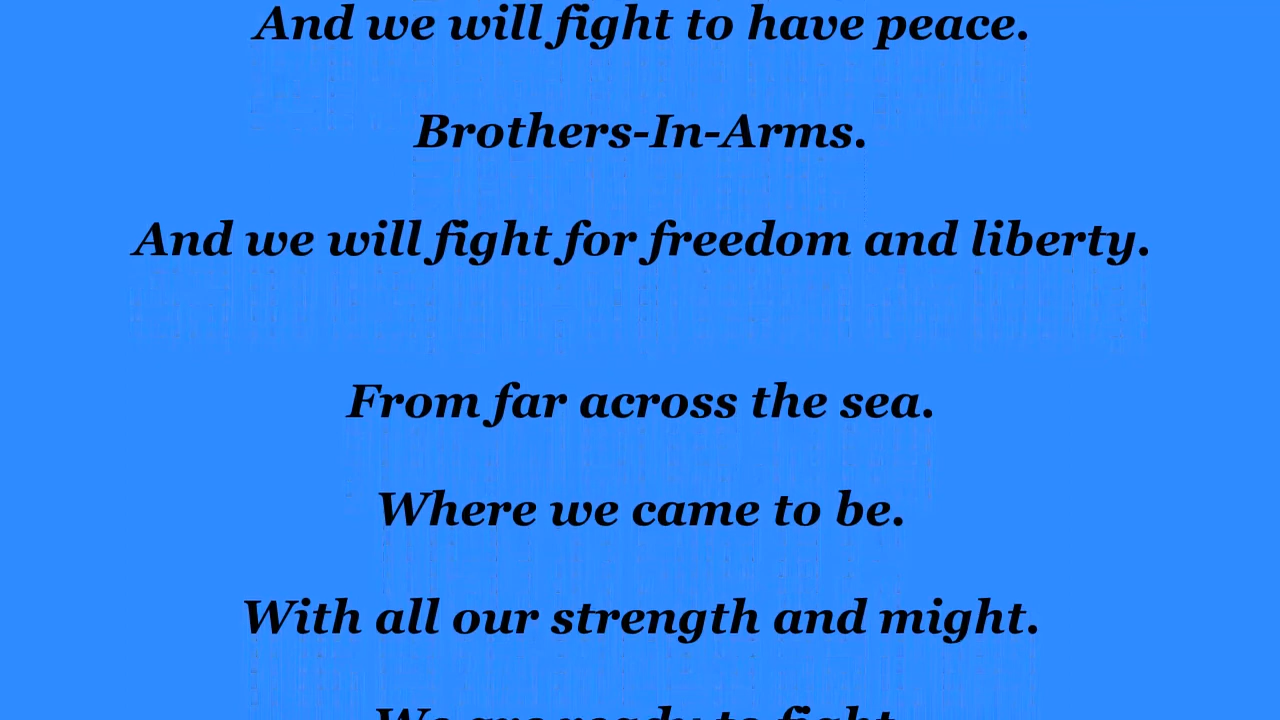 And we will fight to have peace.
Brothers-In-Arms.
And we will fight for freedom and liberty.
From far across the sea.
Where we came to be.
With all our strength and might.
We are ready to fight